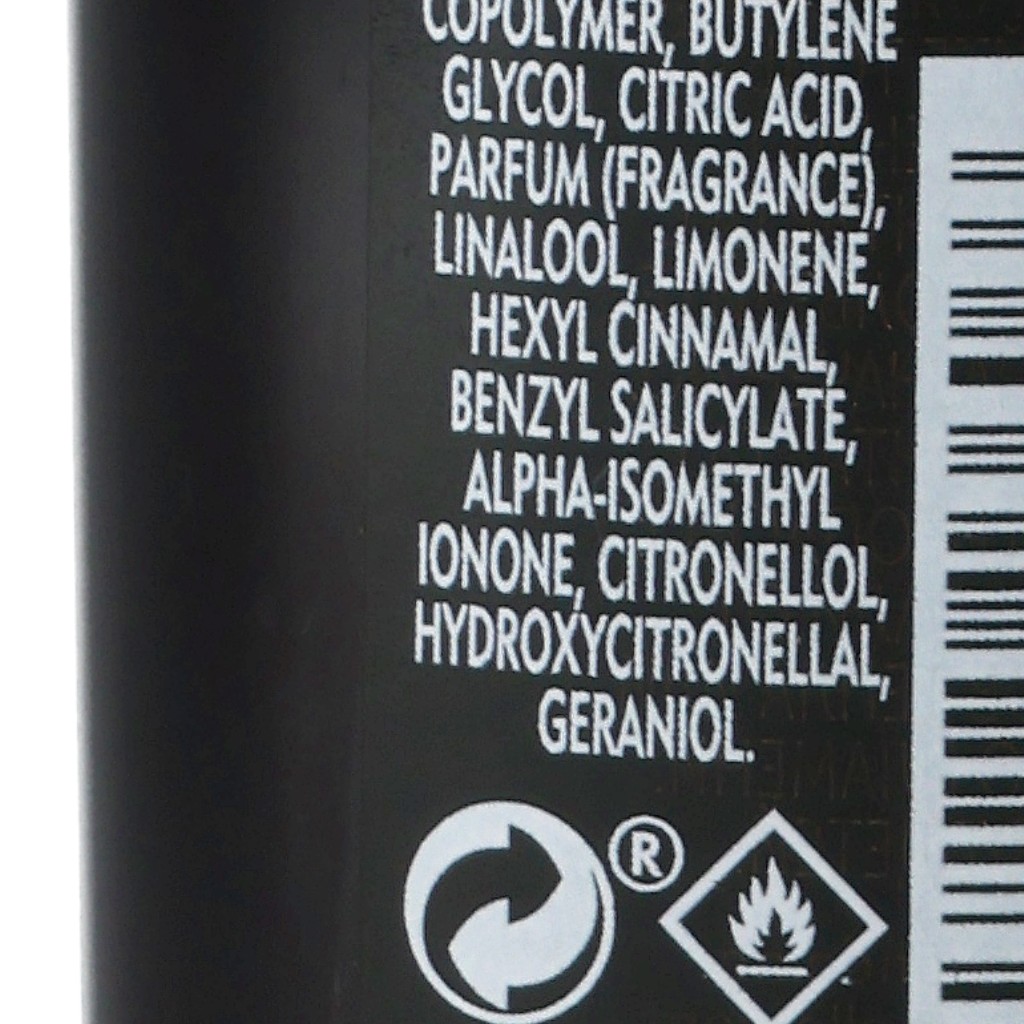 COPOLYMER, BUTYLENE
GLYCOL, CITRIC ACID,
PARFUM (FRAGRANCE),
LINALOOL, LIMONENE,
HEXYL CINNAMAL,
BENZYL SALICYLATE,
ALPHA-ISOMETHYL
IONONE, CITRONELLOL,
HYDROXYCITRONELLAL,
GERANIOL.
®